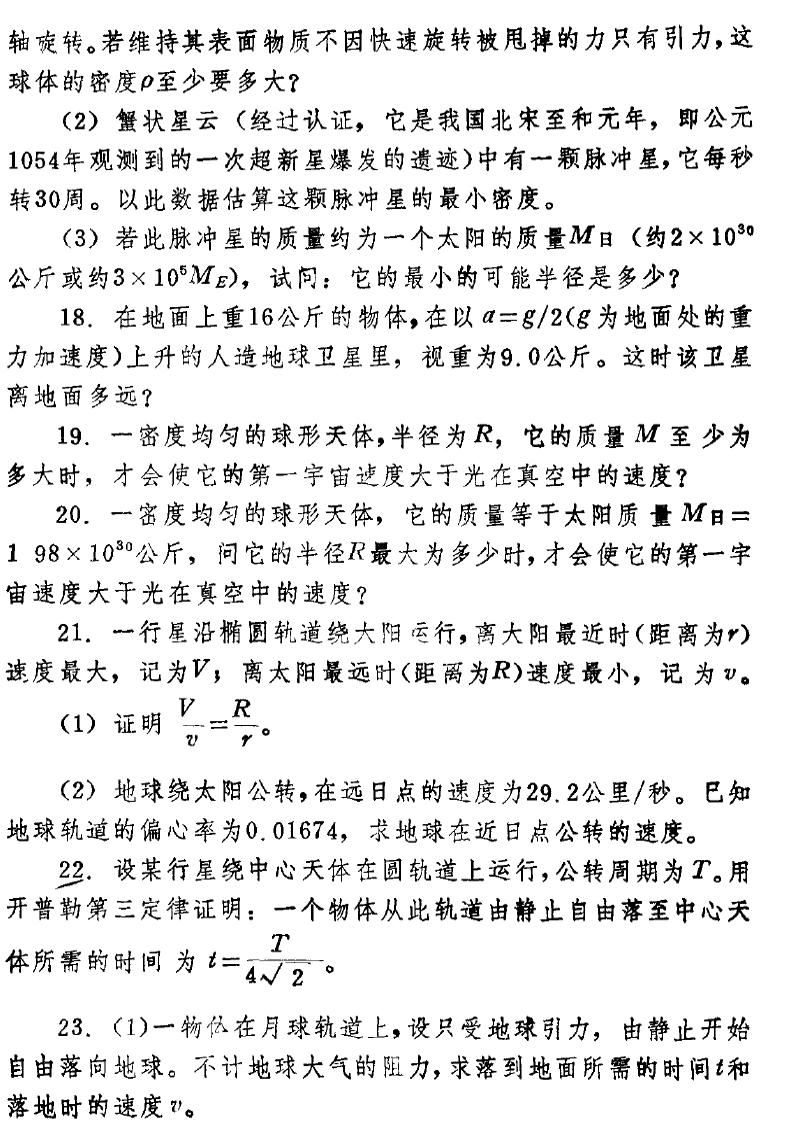 轴旋转。若维持其表面物质不因快速旋转被甩掉的力只有引力,这
球体的密度ρ至少要多大?
(2) 蟹状星云 (经过认证, 它是我国北宋至和元年, 即公元
1054年观测到的一次超新星爆发的遗迹)中有一颗脉冲星,它每秒
转30周。以此数据估算这颗脉冲星的最小密度。
(3) 若此脉冲星的质量约为一个太阳的质量M日 (约2×10³⁰
公斤或约3×10⁵M_E), 试问: 它的最小的可能半径是多少?
18. 在地面上重16公斤的物体,在以 a=g/2(g 为地面处的重
力加速度)上升的人造地球卫星里, 视重为9.0公斤。这时该卫星
离地面多远?
19. 一密度均匀的球形天体,半径为 R, 它的质量 M 至少为
多大时, 才会使它的第一宇宙速度大于光在真空中的速度?
20. 一密度均匀的球形天体, 它的质量等于太阳质量 M日=
1 98×10³⁰公斤, 问它的半径R最大为多少时,才会使它的第一宇
宙速度大于光在真空中的速度?
21. 一行星沿椭圆轨道绕大阳运行,离大阳最近时(距离为r)
速度最大, 记为V; 离太阳最远时(距离为R)速度最小, 记为 v。
(1) 证明 V/v=R/r。
(2) 地球绕太阳公转,在远日点的速度为29.2公里/秒。已知
地球轨道的偏心率为0.01674, 求地球在近日点公转的速度。
22. 设某行星绕中心天体在圆轨道上运行,公转周期为 T。用
开普勒第三定律证明: 一个物体从此轨道由静止自由落至中心天
体所需的时间 为 t=T/4√2。
23. (1)一物体在月球轨道上,设只受地球引力, 由静止开始
自由落向地球。不计地球大气的阻力,求落到地面所需的时间t和
落地时的速度 v。